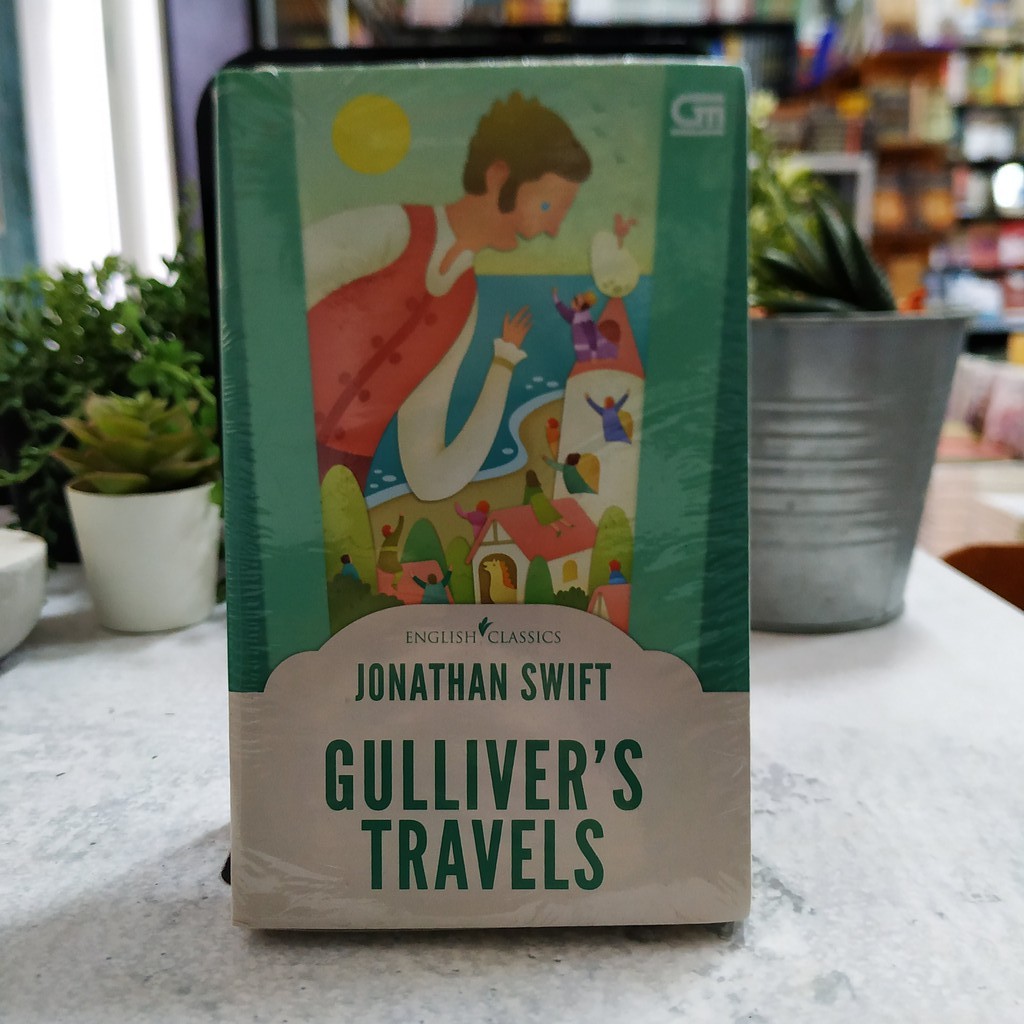 GM
ENGLISH CLASSICS
JONATHAN SWIFT
GULLIVER'S
TRAVELS